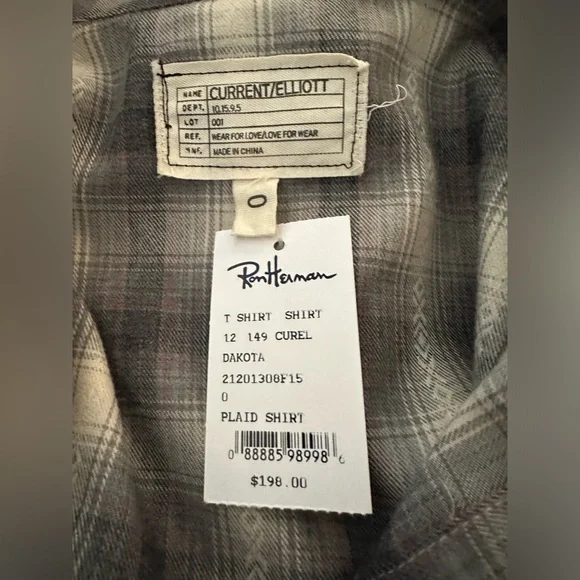 NAME CURRENT/ELLIOTT
DEPT. 10.15.9.5
LOT 001
REF. WEAR FOR LOVE/LOVE FOR WEAR
MNF. MADE IN CHINA
0
Ron Herman
T SHIRT SHIRT
12 149 CUREL
DAKOTA
21201308F15
0
PLAID SHIRT
0 88885 98998 6
$198.00